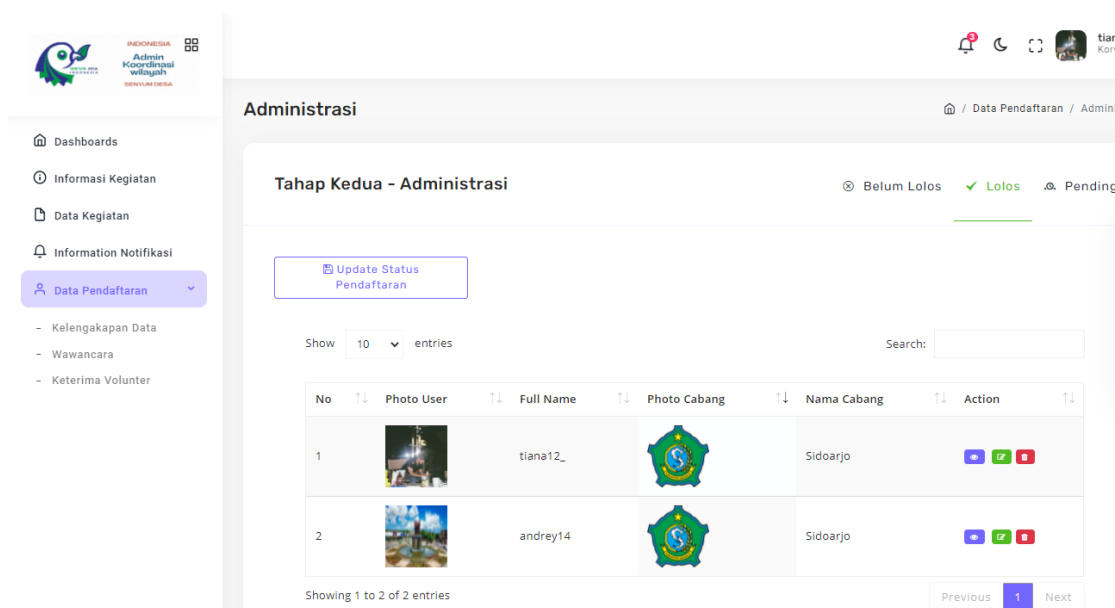 INDONESIA
Admin
Koordinasi
wilayah
SENYUM DESA
3
tian
Dashboards
Informasi Kegiatan
Data Kegiatan
Information Notifikasi
Data Pendaftaran
- Kelengakapan Data
- Wawancara
- Keterima Volunter
Administrasi
/ Data Pendaftaran / Admin
Tahap Kedua - Administrasi
Belum Lolos Lolos Pending
Update Status
Pendaftaran
Show 10 entries
Search:
No Photo User Full Name Photo Cabang Nama Cabang Action
1 tiana12_ Sidoarjo
2 andrey14 Sidoarjo
Showing 1 to 2 of 2 entries
Previous 1 Next